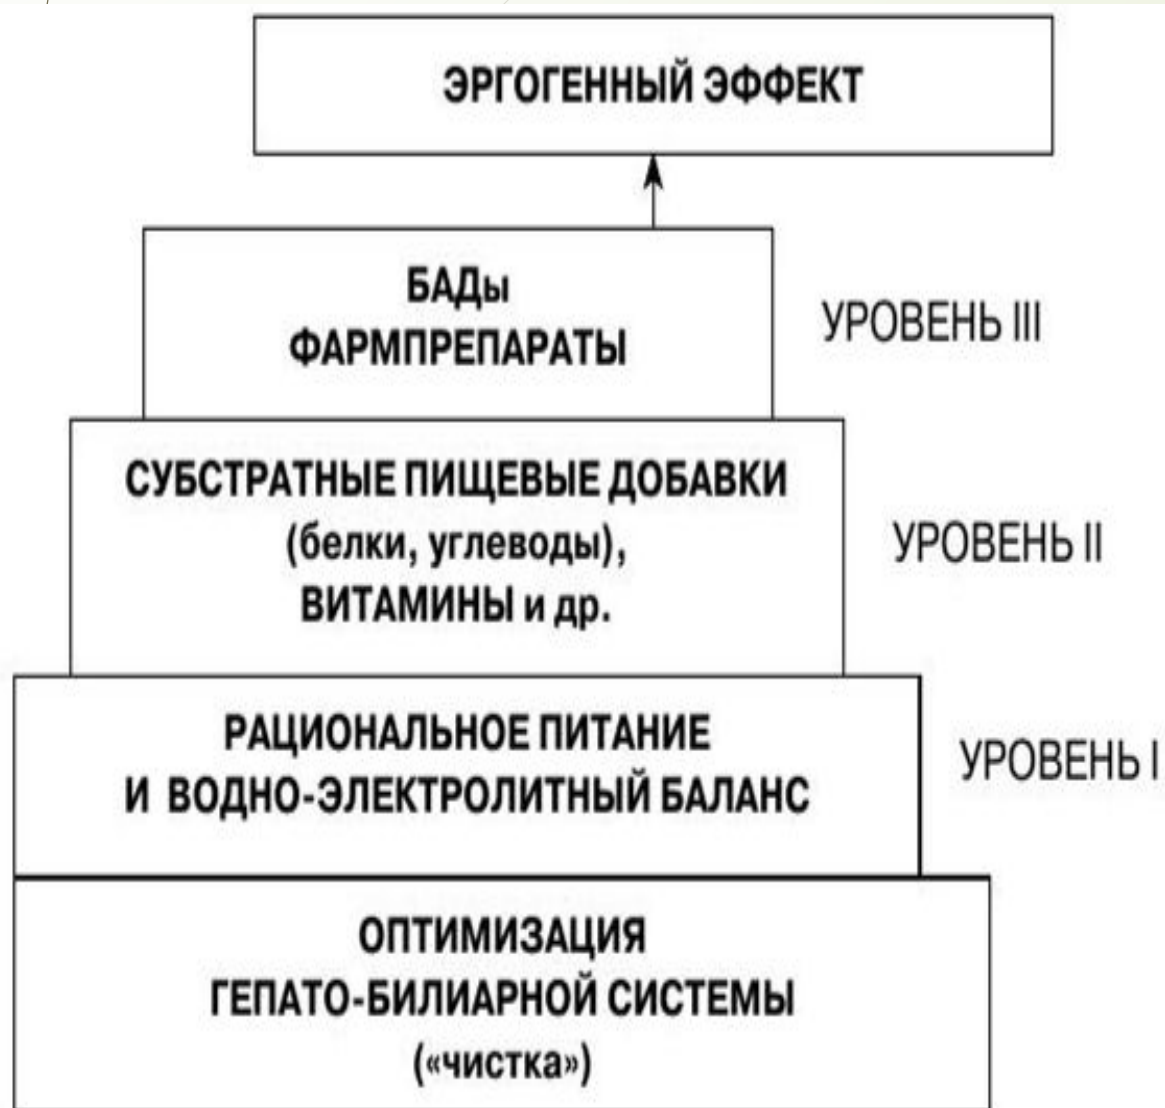 ЭРГОГЕННЫЙ ЭФФЕКТ
БАДы
ФАРМПРЕПАРАТЫ
УРОВЕНЬ III
СУБСТРАТНЫЕ ПИЩЕВЫЕ ДОБАВКИ
(белки, углеводы),
ВИТАМИНЫ и др.
УРОВЕНЬ II
РАЦИОНАЛЬНОЕ ПИТАНИЕ
И ВОДНО-ЭЛЕКТРОЛИТНЫЙ БАЛАНС
УРОВЕНЬ I
ОПТИМИЗАЦИЯ
ГЕПАТО-БИЛИАРНОЙ СИСТЕМЫ
(«чистка»)